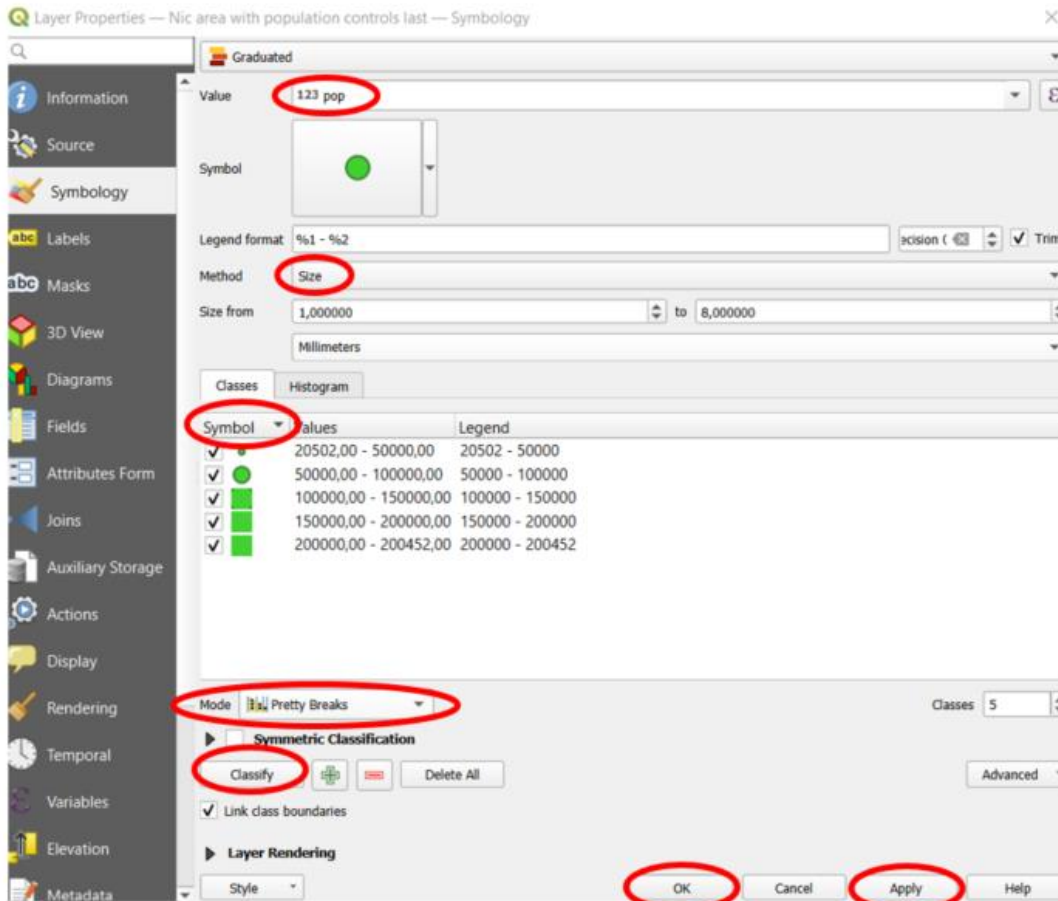 Layer Properties — Nic area with population controls last — Symbology
Graduated
Information
Value 123 pop ε
Source
Symbol
Symbology
abc Labels
Legend format %1 - %2 ecision ( Trim
abc Masks
Method Size
Size from 1,000000 to 8,000000
3D View
Millimeters
Diagrams
Classes Histogram
Fields
Symbol Values Legend
20502,00 - 50000,00 20502 - 50000
Attributes Form
50000,00 - 100000,00 50000 - 100000
100000,00 - 150000,00 100000 - 150000
Joins
150000,00 - 200000,00 150000 - 200000
200000,00 - 200452,00 200000 - 200452
Auxiliary Storage
Actions
Display
Rendering
Mode Pretty Breaks Classes 5
Symmetric Classification
Temporal
Classify Delete All Advanced
Variables
Link class boundaries
Elevation
Layer Rendering
Metadata
Style OK Cancel Apply Help